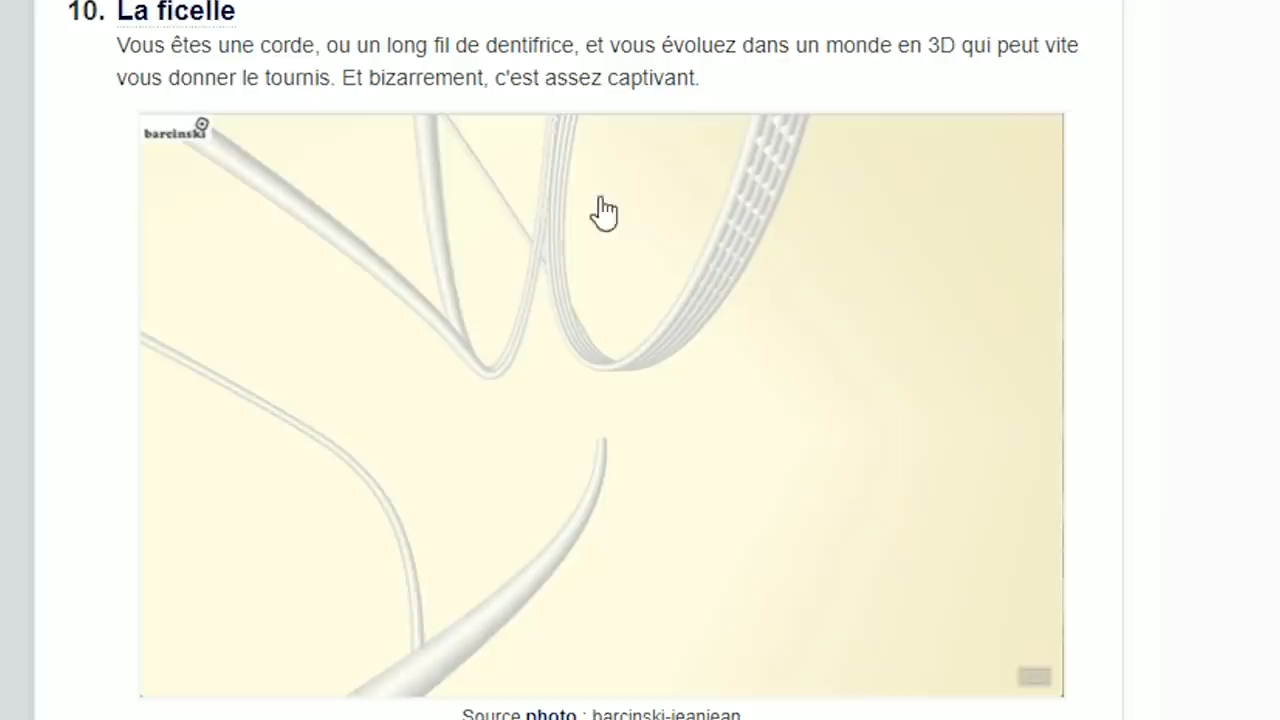 10. La ficelle
Vous êtes une corde, ou un long fil de dentifrice, et vous évoluez dans un monde en 3D qui peut vite
vous donner le tournis. Et bizarrement, c'est assez captivant.
barcinski
Source photo : barcinski-jeanjean